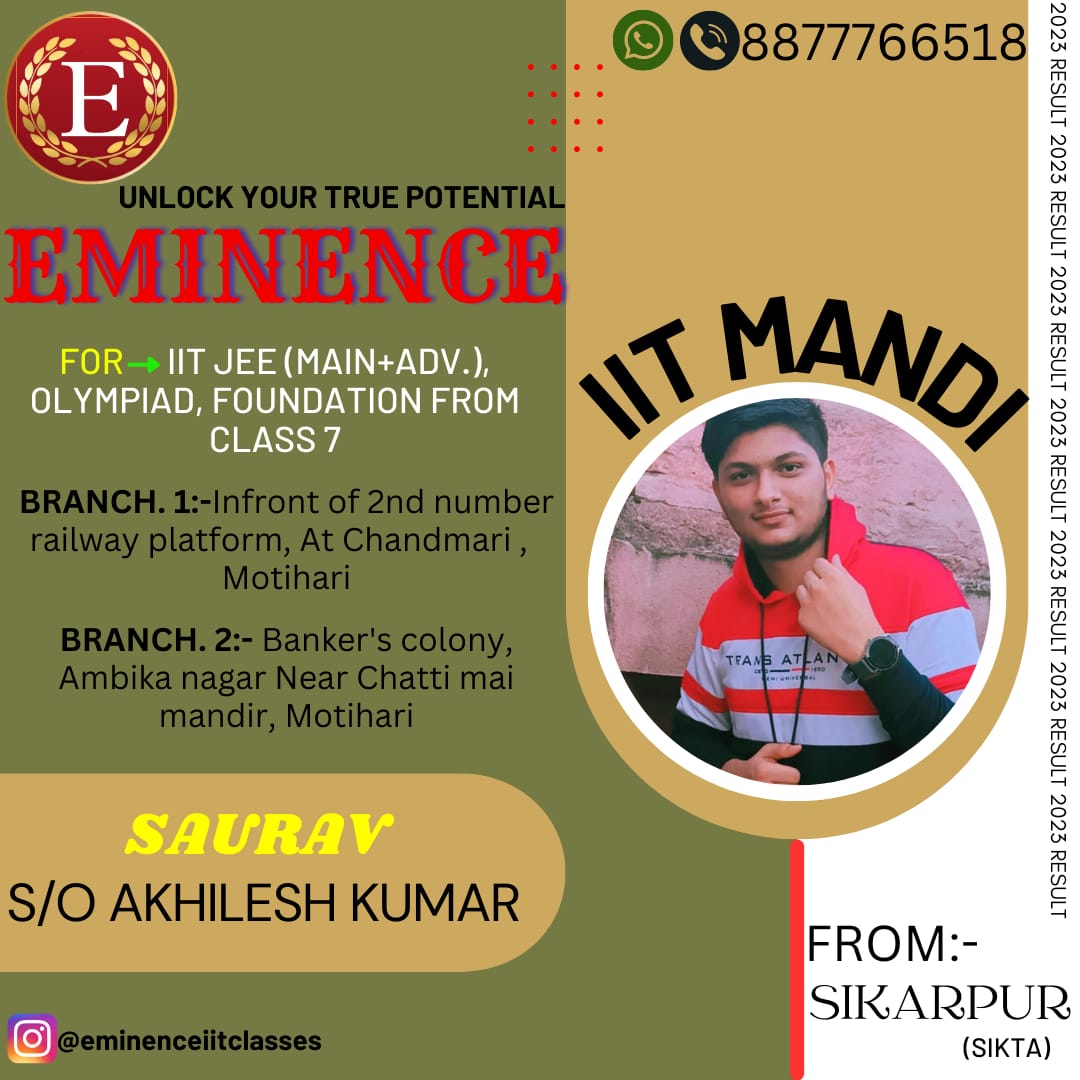 E
8877766518
UNLOCK YOUR TRUE POTENTIAL
EMINENCE
FOR→ IIT JEE (MAIN+ADV.),
OLYMPIAD, FOUNDATION FROM
CLASS 7
BRANCH. 1:-Infront of 2nd number
railway platform, At Chandmari ,
Motihari
BRANCH. 2:- Banker's colony,
Ambika nagar Near Chatti mai
mandir, Motihari
SAURAV
S/O AKHILESH KUMAR
@eminenceiitclasses
IIT MANDI
TRANS ATLAN
1890
FROM:-
SIKARPUR
(SIKTA)
2023 RESULT 2023 RESULT 2023 RESULT 2023 RESULT 2023 RESULT 2023 RESULT 2023 RESULT